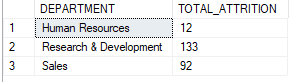 DEPARTMENT TOTAL_ATTRITION
1 Human Resources 12
2 Research & Development 133
3 Sales 92